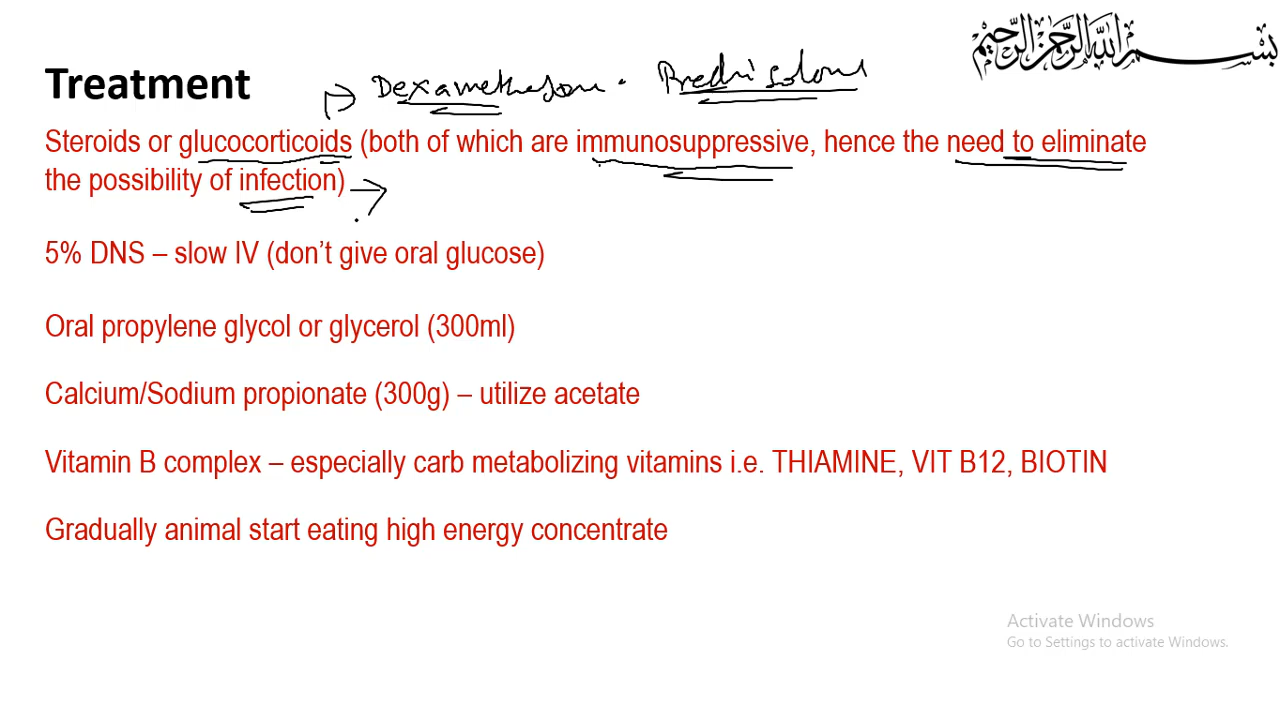 بسم الله الرحمن الرحيم
Treatment
Dexamethasone . Prednisolone
Steroids or glucocorticoids (both of which are immunosuppressive, hence the need to eliminate
the possibility of infection)
5% DNS – slow IV (don’t give oral glucose)
Oral propylene glycol or glycerol (300ml)
Calcium/Sodium propionate (300g) – utilize acetate
Vitamin B complex – especially carb metabolizing vitamins i.e. THIAMINE, VIT B12, BIOTIN
Gradually animal start eating high energy concentrate
Activate Windows
Go to Settings to activate Windows.